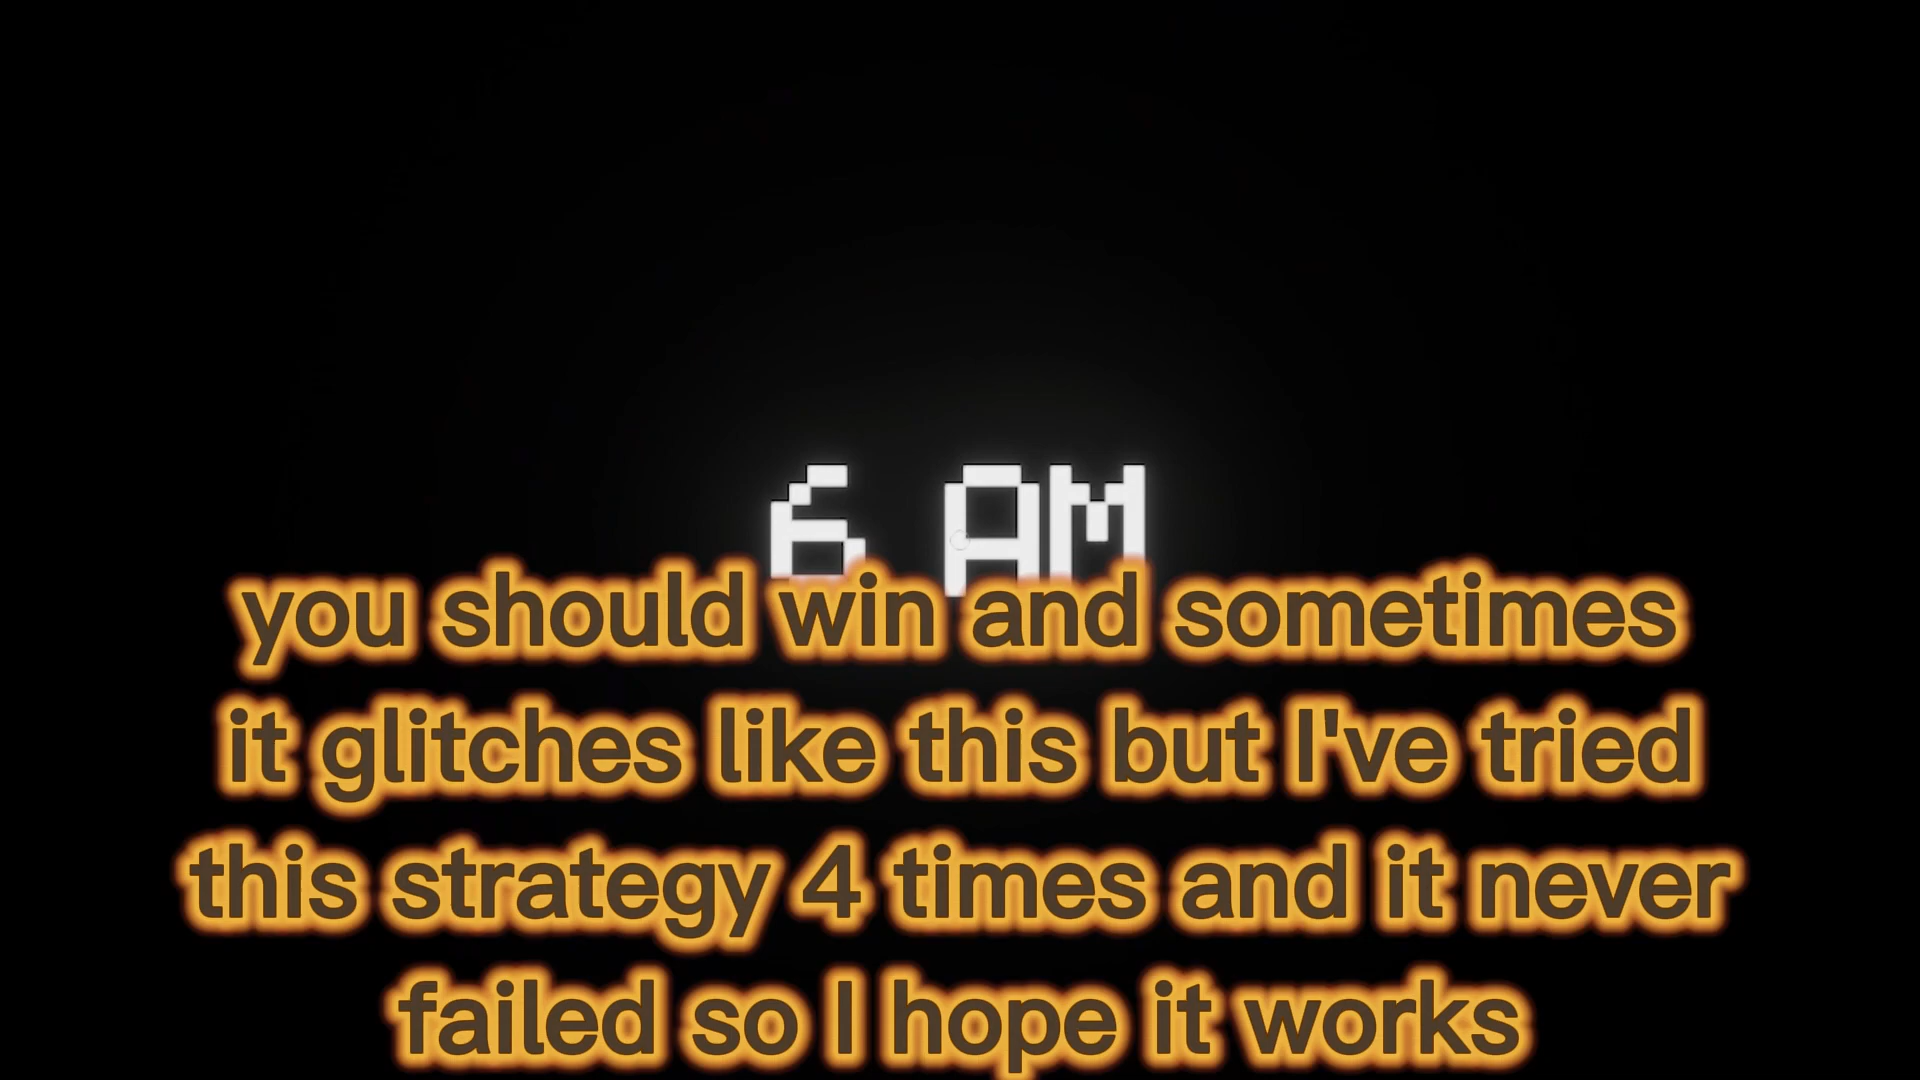 6 AM
you should win and sometimes
it glitches like this but I've tried
this strategy 4 times and it never
failed so I hope it works